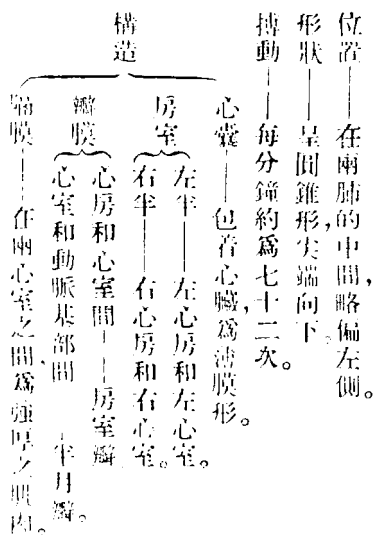 位置——在兩肺的中間,略偏左側。
形狀——呈圓錐形,尖端向下。
搏動——每分鐘約爲七十二次。
構造
心囊——包着心臟,爲薄膜形。
房室
左半——左心房和左心室。
右半——右心房和右心室。
瓣膜
心房和心室間——房室瓣
心室和動脈基部間——半月瓣。
隔膜——在兩心室之間,爲強厚之肌肉。